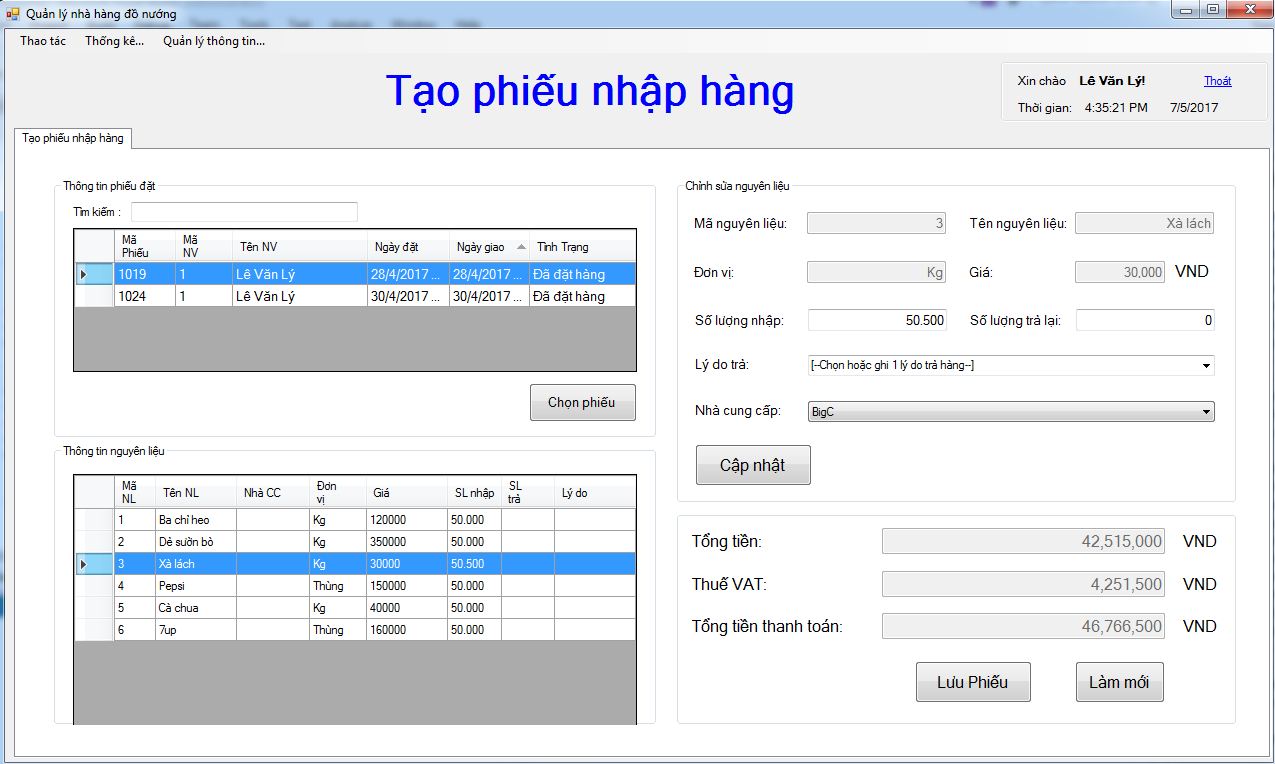 Quản lý nhà hàng đồ nướng
Thao tác Thống kê... Quản lý thông tin...
Tạo phiếu nhập hàng
Xin chào Lê Văn Lý! Thoát
Thời gian: 4:35:21 PM 7/5/2017
Tạo phiếu nhập hàng
Thông tin phiếu đặt
Tìm kiếm :
Mã Phiếu Mã NV Tên NV Ngày đặt Ngày giao Tình Trạng
1019 1 Lê Văn Lý 28/4/2017 ... 28/4/2017 ... Đã đặt hàng
1024 1 Lê Văn Lý 30/4/2017 ... 30/4/2017 ... Đã đặt hàng
Chọn phiếu
Thông tin nguyên liệu
Mã NL Tên NL Nhà CC Đơn vị Giá SL nhập SL trả Lý do
1 Ba chỉ heo Kg 120000 50.000
2 Dẻ sườn bò Kg 350000 50.000
3 Xà lách Kg 30000 50.500
4 Pepsi Thùng 150000 50.000
5 Cà chua Kg 40000 50.000
6 7up Thùng 160000 50.000
Chỉnh sửa nguyên liệu
Mã nguyên liệu: 3 Tên nguyên liệu: Xà lách
Đơn vị: Kg Giá: 30,000 VND
Số lượng nhập: 50.500 Số lượng trả lại: 0
Lý do trả: [--Chọn hoặc ghi 1 lý do trả hàng--]
Nhà cung cấp: BigC
Cập nhật
Tổng tiền: 42,515,000 VND
Thuế VAT: 4,251,500 VND
Tổng tiền thanh toán: 46,766,500 VND
Lưu Phiếu Làm mới